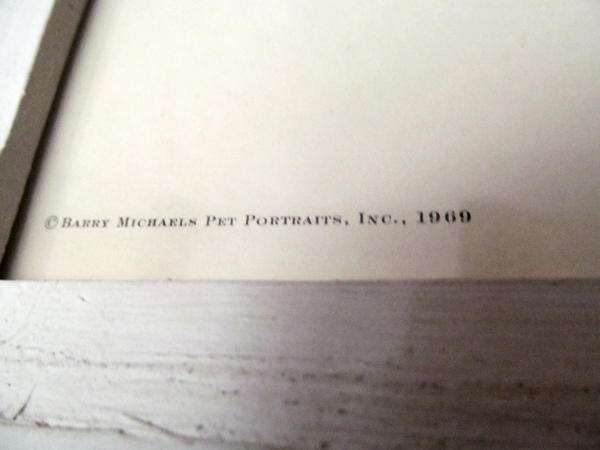 ©BARRY MICHAELS PET PORTRAITS, INC., 1969